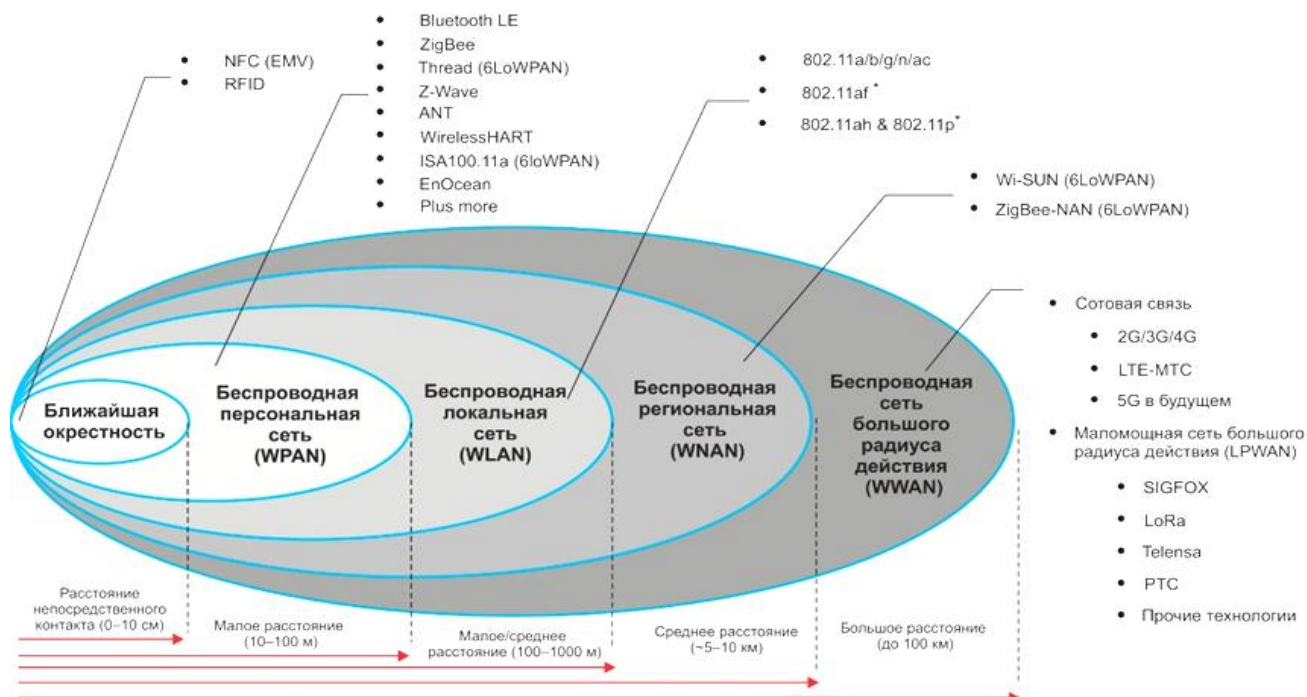 NFC (EMV)
RFID
Bluetooth LE
ZigBee
Thread (6LoWPAN)
Z-Wave
ANT
WirelessHART
ISA100.11a (6loWPAN)
EnOcean
Plus more
802.11a/b/g/n/ac
802.11af *
802.11ah & 802.11p*
Wi-SUN (6LoWPAN)
ZigBee-NAN (6LoWPAN)
Сотовая связь
2G/3G/4G
LTE-MTC
5G в будущем
Маломощная сеть большого
радиуса действия (LPWAN)
SIGFOX
LoRa
Telensa
PTC
Прочие технологии
Ближайшая
окрестность
Беспроводная
персональная
сеть
(WPAN)
Беспроводная
локальная
сеть
(WLAN)
Беспроводная
региональная
сеть
(WNAN)
Беспроводная
сеть
большого
радиуса
действия
(WWAN)
Расстояние
непосредственного
контакта (0–10 см)
Малое расстояние
(10–100 м)
Малое/среднее
расстояние (100–1000 м)
Среднее расстояние
(~5–10 км)
Большое расстояние
(до 100 км)